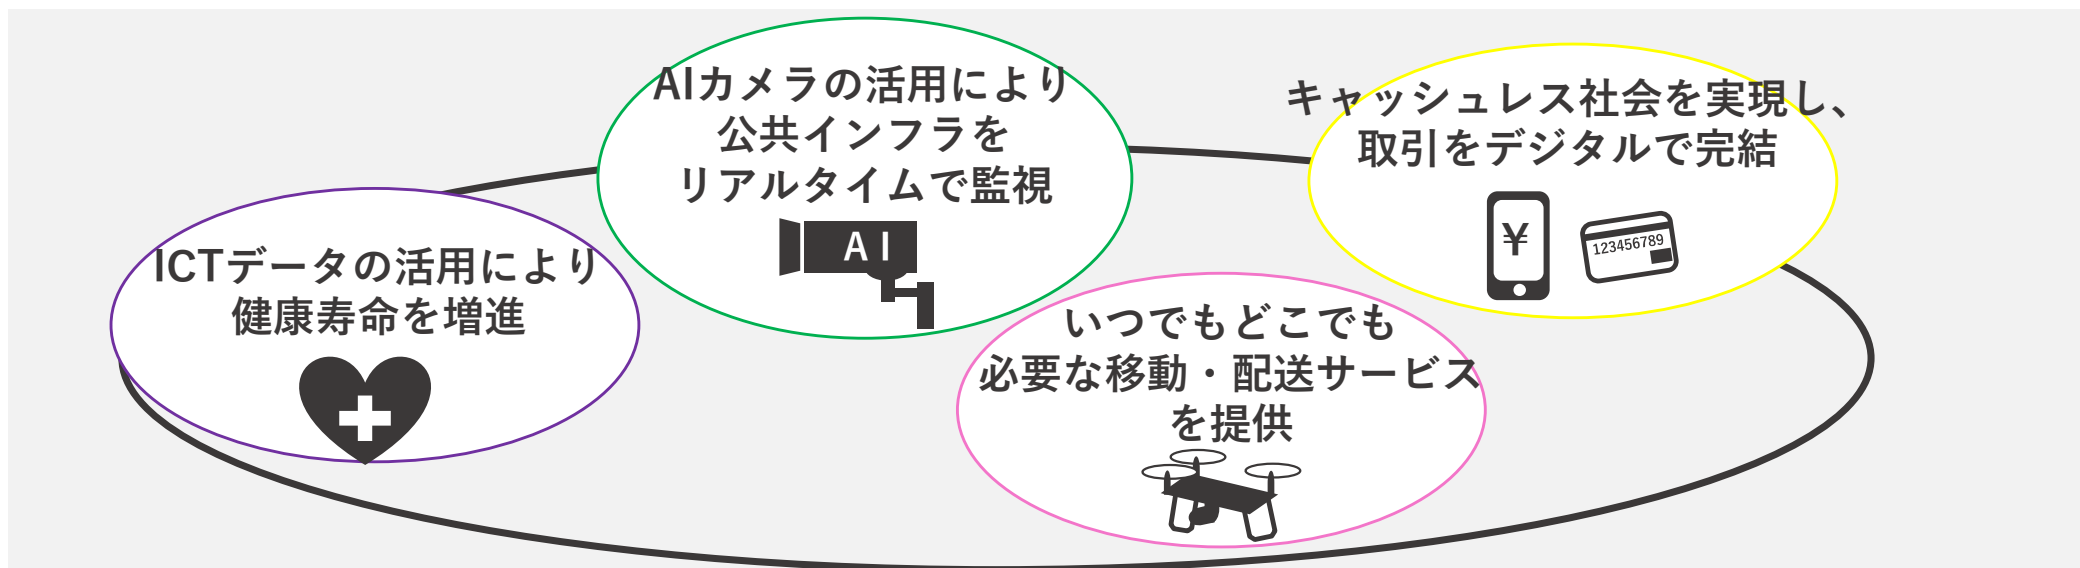 AIカメラの活用により
公共インフラを
リアルタイムで監視
AI
キャッシュレス社会を実現し、
取引をデジタルで完結
¥
123456789
ICTデータの活用により
健康寿命を増進
いつでもどこでも
必要な移動・配送サービス
を提供